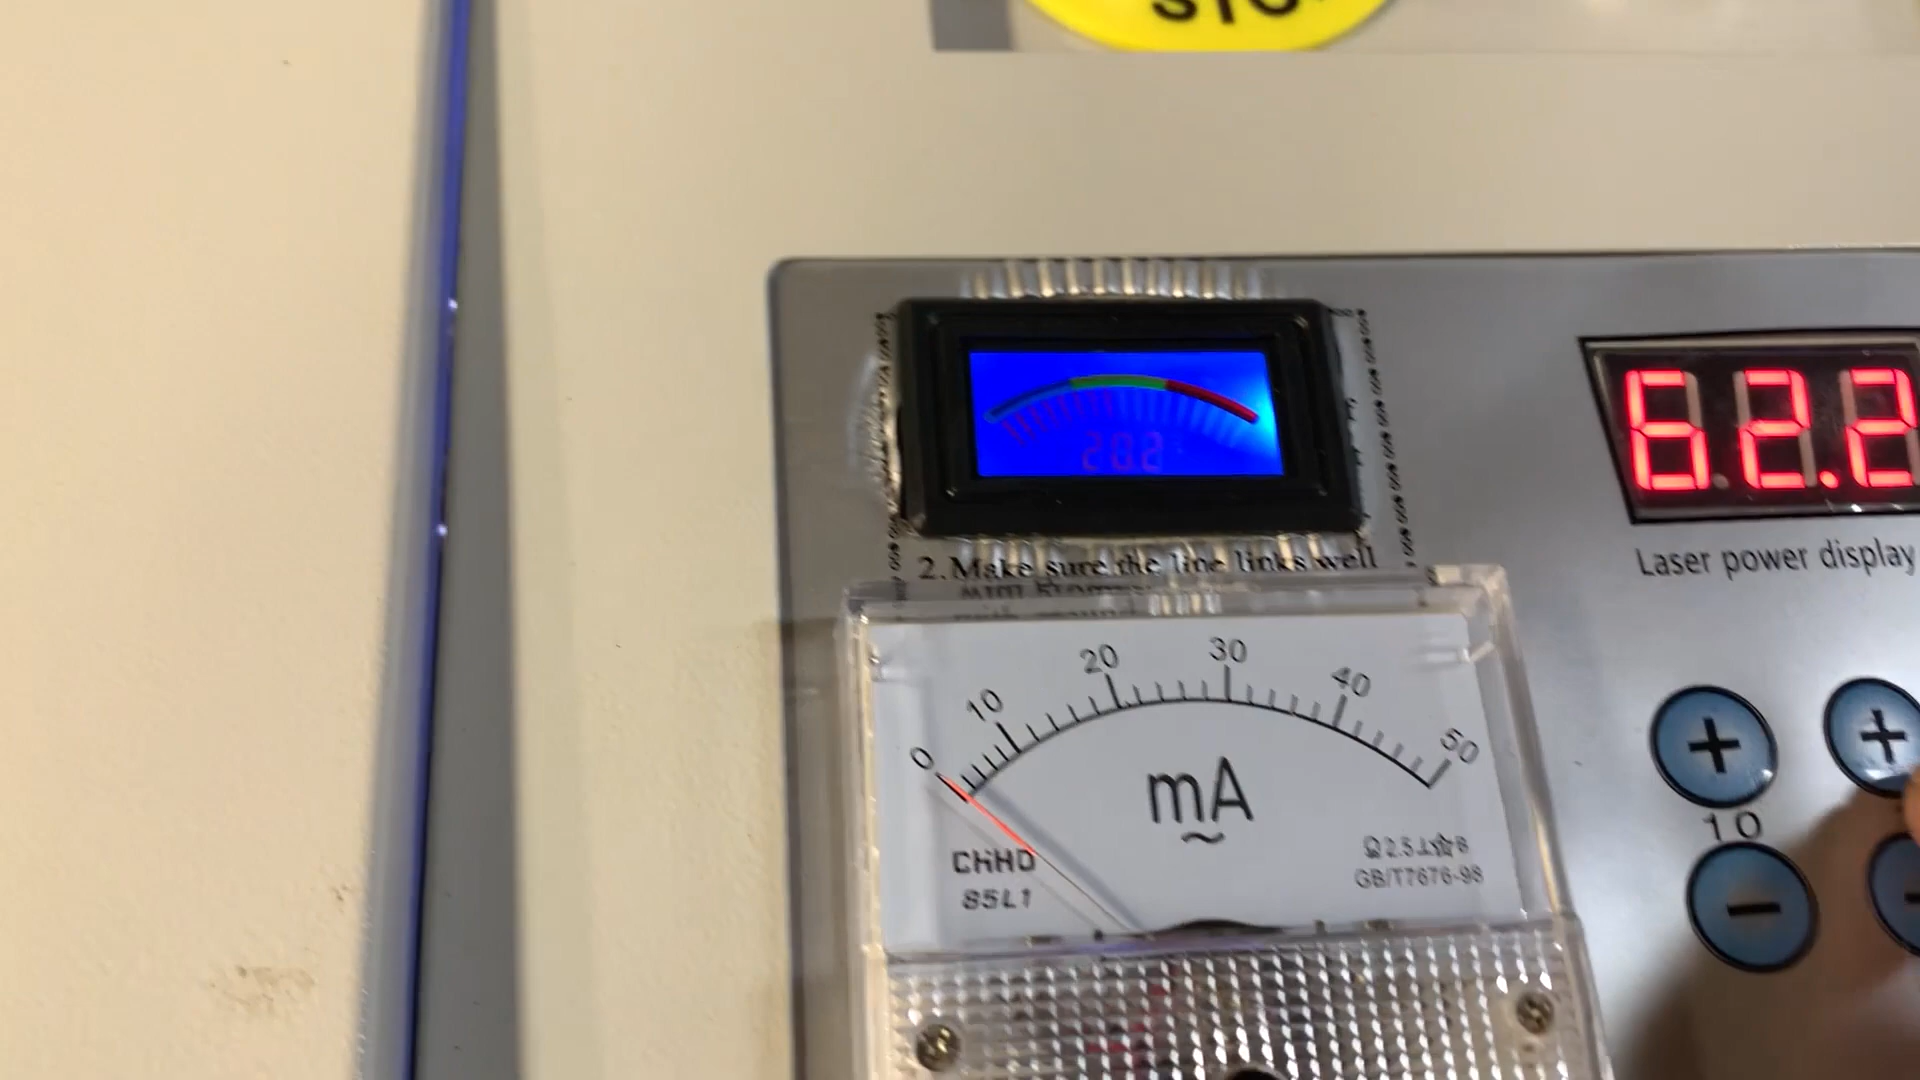 20.2
62.2
2. Make sure the line links well
Laser power display
0 10 20 30 40 50
mA
10
CHHD
85L1
GB/T7676-98